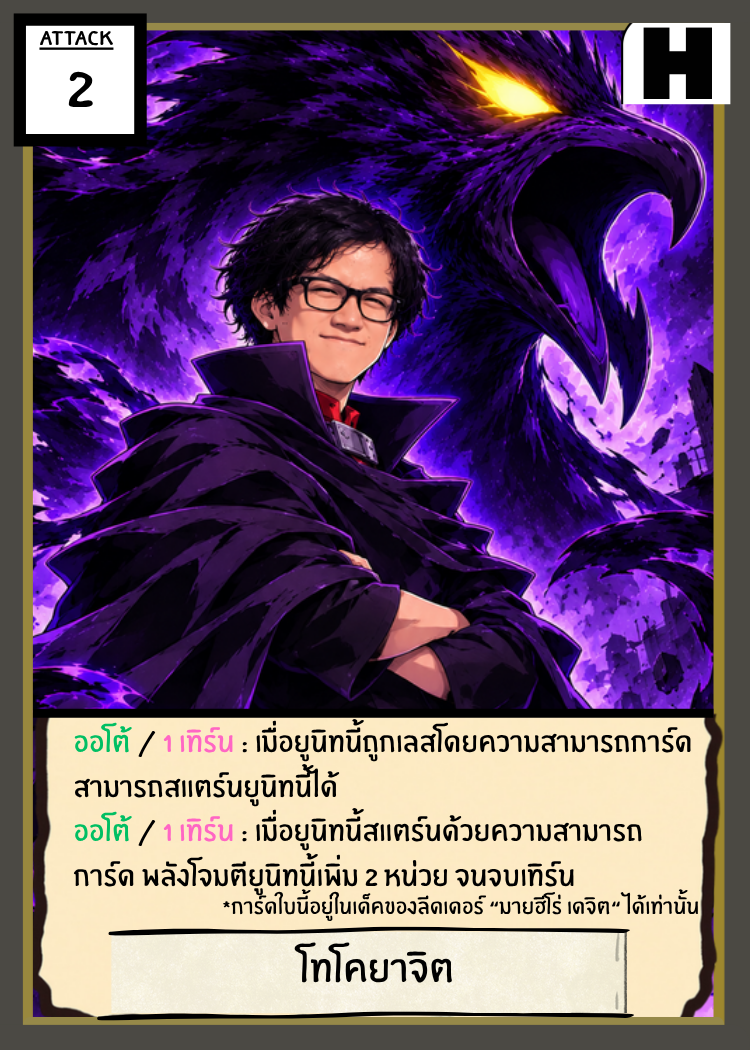 ATTACK
2
H
ออโต้ / 1 เทิร์น : เมื่อยูนิทนี้ถูกเลสโดยความสามารถการ์ด
สามารถสแตร์นยูนิทนี้ได้
ออโต้ / 1 เทิร์น : เมื่อยูนิทนี้สแตร์นด้วยความสามารถ
การ์ด พลังโจมตียูนิทนี้เพิ่ม 2 หน่วย จนจบเทิร์น
*การ์ดใบนี้อยู่ในเด็คของลีดเดอร์ “มายฮีโร่ เดจิต“ ได้เท่านั้น
โทโคยาจิต